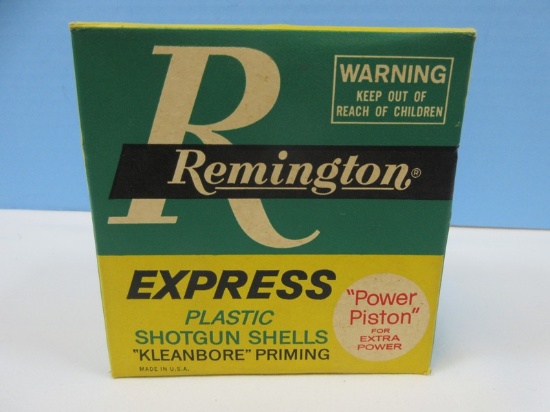 R
WARNING
KEEP OUT OF
REACH OF CHILDREN
Remington®
EXPRESS
PLASTIC
SHOTGUN SHELLS
"KLEANBORE" PRIMING
MADE IN U.S.A.
"Power
Piston"
FOR
EXTRA
POWER